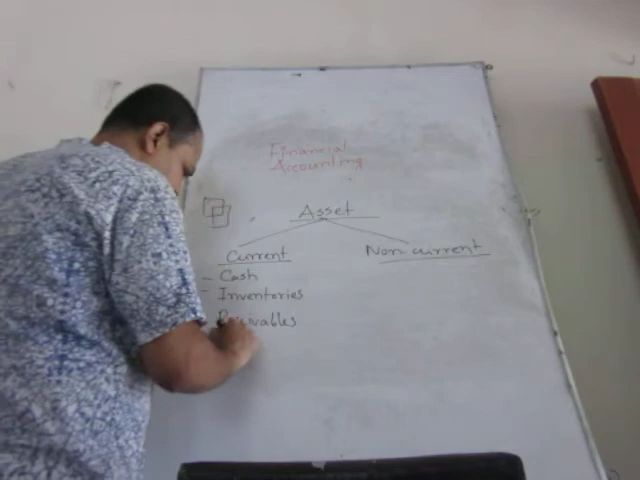 Financial
Accounting
Asset
Current
Non current
- Cash
- Inventories
- Receivables